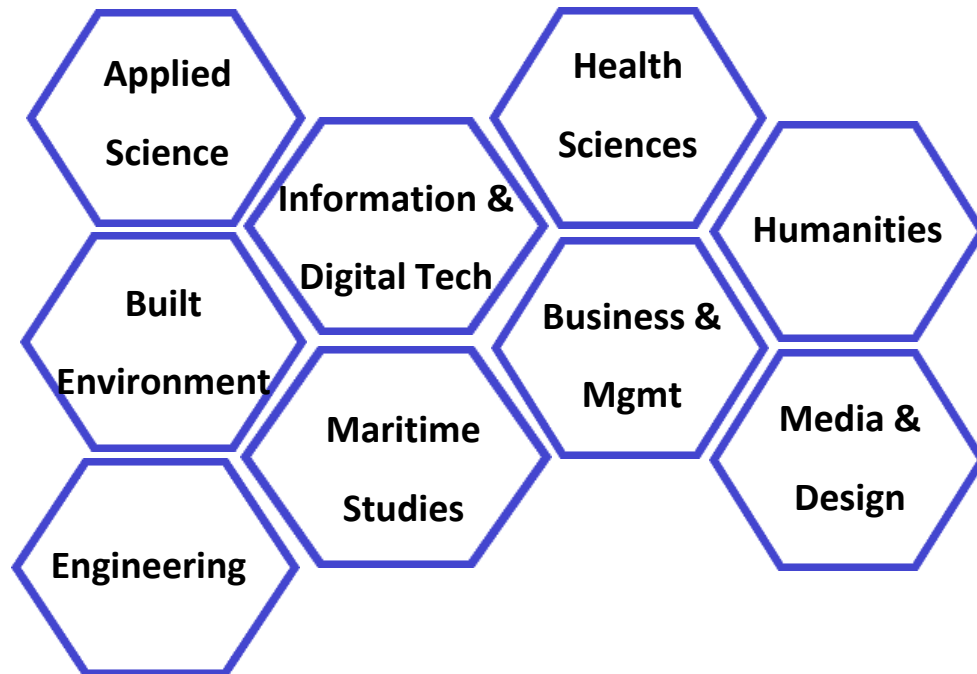 Applied
Science
Health
Sciences
Information &
Digital Tech
Humanities
Built
Environment
Business &
Mgmt
Maritime
Studies
Media &
Design
Engineering